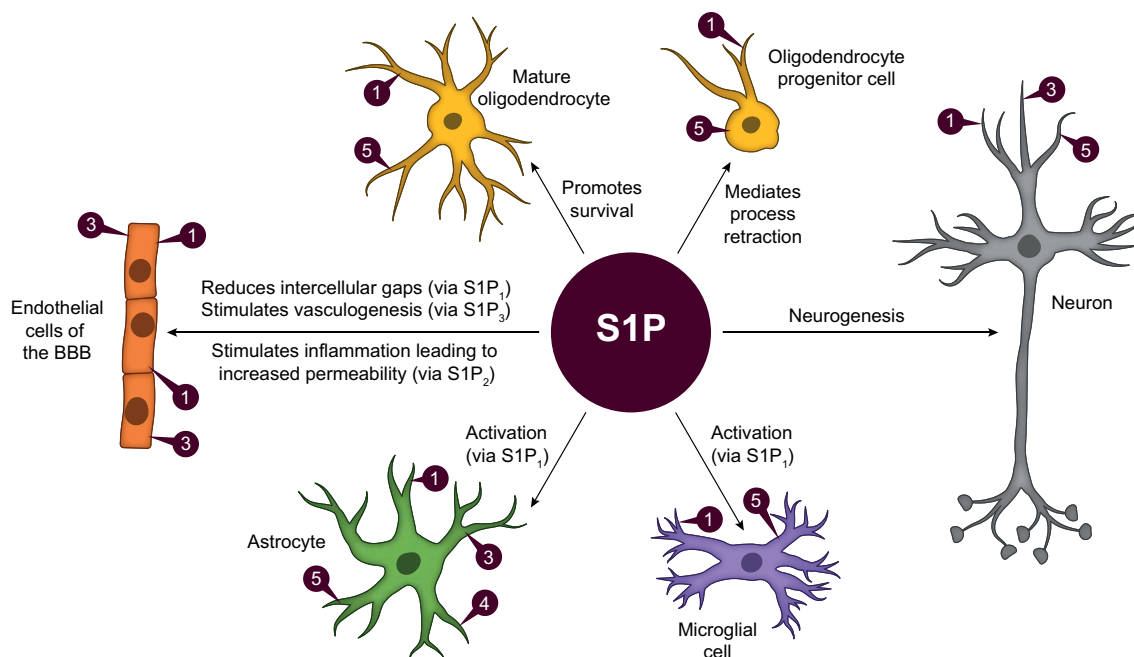 1
Mature
oligodendrocyte
1
5
Oligodendrocyte
progenitor cell
5
3
1
5
Promotes
survival
Mediates
process
retraction
3
1
Endothelial
cells of
the BBB
1
3
Reduces intercellular gaps (via S1P₁)
Stimulates vasculogenesis (via S1P₃)
Stimulates inflammation leading to
increased permeability (via S1P₂)
S1P
Neurogenesis
Neuron
Activation
(via S1P₁)
Activation
(via S1P₁)
1
Astrocyte
3
5
4
1
5
Microglial
cell